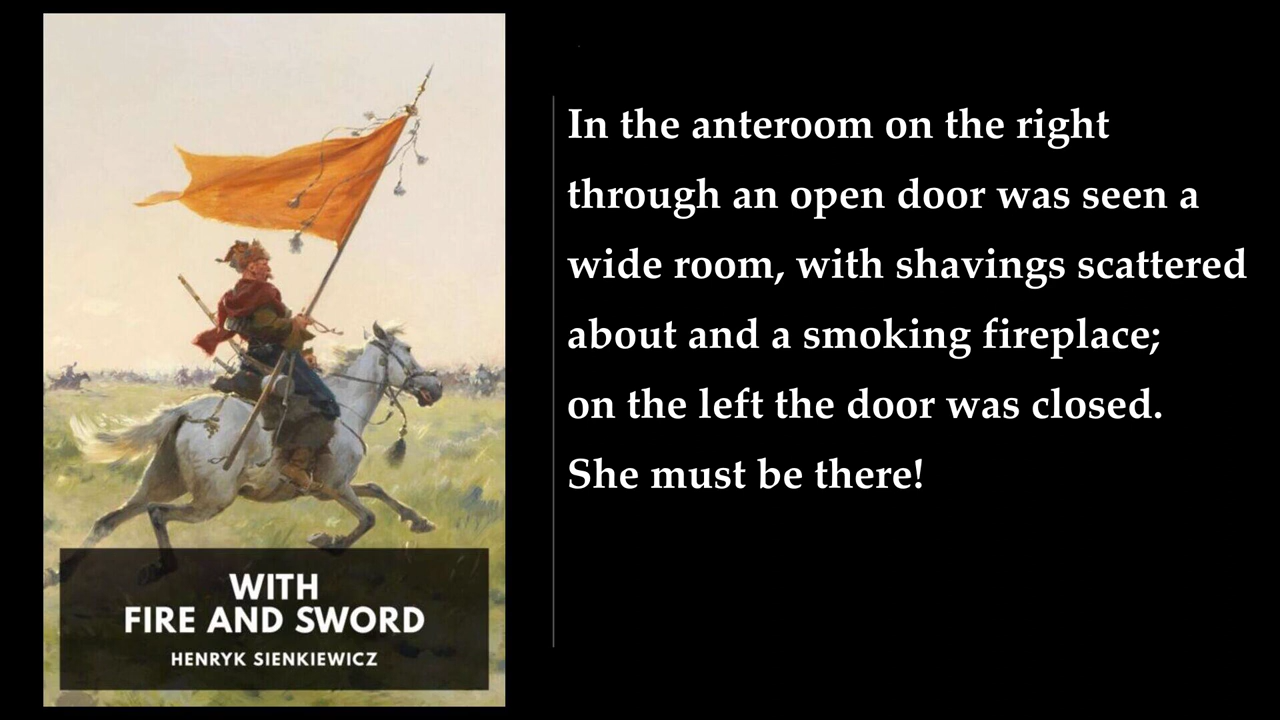 WITH
FIRE AND SWORD
HENRYK SIENKIEWICZ
In the anteroom on the right
through an open door was seen a
wide room, with shavings scattered
about and a smoking fireplace;
on the left the door was closed.
She must be there!